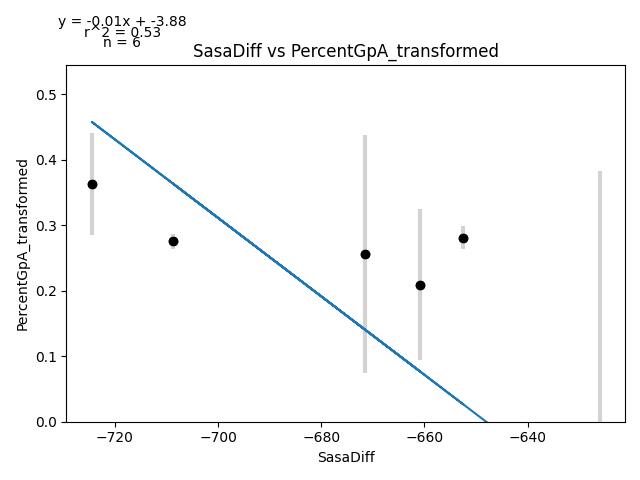 y = -0.01x + -3.88
r^2 = 0.53
n = 6
SasaDiff vs PercentGpA_transformed
PercentGpA_transformed
0.5
0.4
0.3
0.2
0.1
0.0
−720
−700
−680
−660
−640
SasaDiff